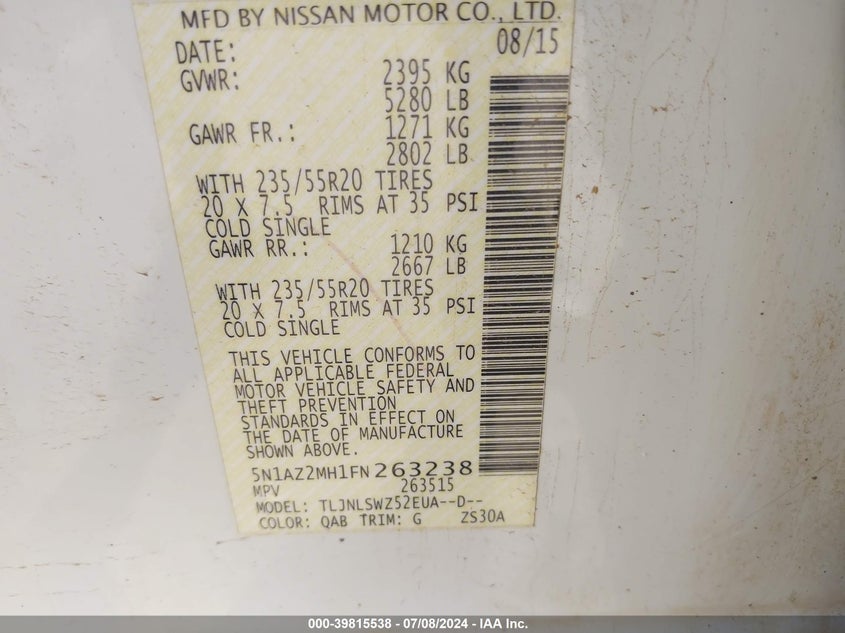 MFD BY NISSAN MOTOR CO., LTD.
DATE: 08/15
GVWR: 2395 KG
5280 LB
GAWR FR.: 1271 KG
2802 LB
WITH 235/55R20 TIRES
20 X 7.5 RIMS AT 35 PSI
COLD SINGLE
GAWR RR.: 1210 KG
2667 LB
WITH 235/55R20 TIRES
20 X 7.5 RIMS AT 35 PSI
COLD SINGLE
THIS VEHICLE CONFORMS TO
ALL APPLICABLE FEDERAL
MOTOR VEHICLE SAFETY AND
THEFT PREVENTION
STANDARDS IN EFFECT ON
THE DATE OF MANUFACTURE
SHOWN ABOVE.
5N1AZ2MH1FN263238
MPV 263515
MODEL: TLJNLSWZ52EUA--D--
COLOR: QAB TRIM: G ZS30A
000-39815538 - 07/08/2024 - IAA Inc.